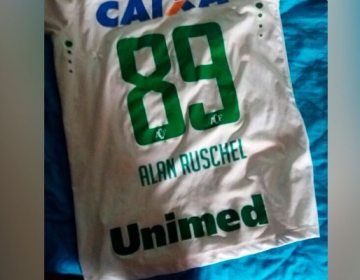 CAIXA
89
ALAN RUSCHEL
Unimed